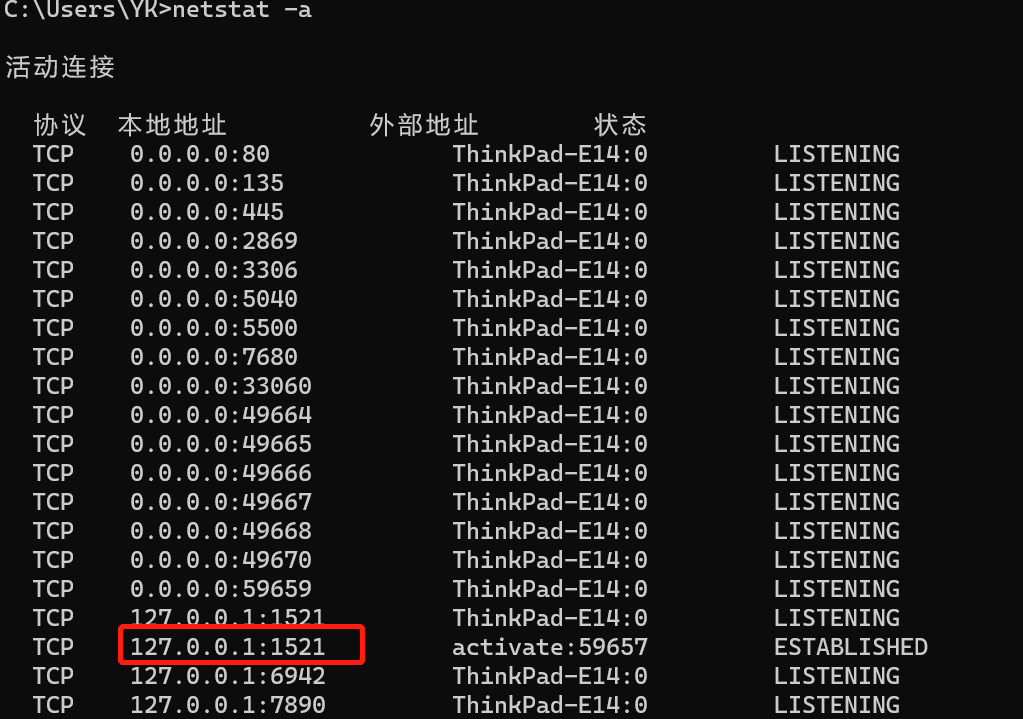 C:\Users\YK>netstat -a
活动连接
协议 本地地址 外部地址 状态
TCP 0.0.0.0:80 ThinkPad-E14:0 LISTENING
TCP 0.0.0.0:135 ThinkPad-E14:0 LISTENING
TCP 0.0.0.0:445 ThinkPad-E14:0 LISTENING
TCP 0.0.0.0:2869 ThinkPad-E14:0 LISTENING
TCP 0.0.0.0:3306 ThinkPad-E14:0 LISTENING
TCP 0.0.0.0:5040 ThinkPad-E14:0 LISTENING
TCP 0.0.0.0:5500 ThinkPad-E14:0 LISTENING
TCP 0.0.0.0:7680 ThinkPad-E14:0 LISTENING
TCP 0.0.0.0:33060 ThinkPad-E14:0 LISTENING
TCP 0.0.0.0:49664 ThinkPad-E14:0 LISTENING
TCP 0.0.0.0:49665 ThinkPad-E14:0 LISTENING
TCP 0.0.0.0:49666 ThinkPad-E14:0 LISTENING
TCP 0.0.0.0:49667 ThinkPad-E14:0 LISTENING
TCP 0.0.0.0:49668 ThinkPad-E14:0 LISTENING
TCP 0.0.0.0:49670 ThinkPad-E14:0 LISTENING
TCP 0.0.0.0:59659 ThinkPad-E14:0 LISTENING
TCP 127.0.0.1:1521 ThinkPad-E14:0 LISTENING
TCP 127.0.0.1:1521 activate:59657 ESTABLISHED
TCP 127.0.0.1:6942 ThinkPad-E14:0 LISTENING
TCP 127.0.0.1:7890 ThinkPad-E14:0 LISTENING